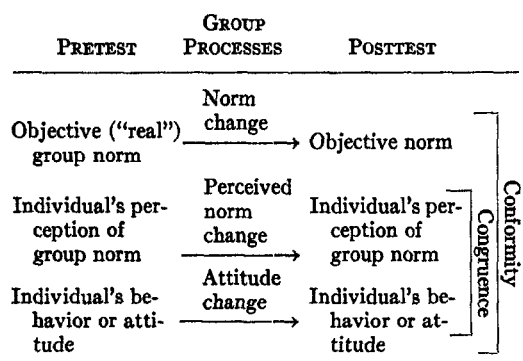 GROUP
PRETEST PROCESSES POSTTEST
Norm
change
Objective ("real")
group norm
Objective norm
Individual's per-
ception of
group norm
Perceived
norm
change
Individual's per-
ception of
group norm
Individual's be-
havior or atti-
tude
Attitude
change
Individual's be-
havior or at-
titude
Congruence
Conformity